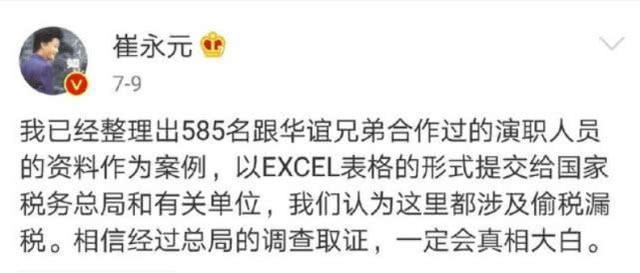 崔永元
7-9
我已经整理出585名跟华谊兄弟合作过的演职人员
的资料作为案例，以EXCEL表格的形式提交给国家
税务总局和有关单位，我们认为这里都涉及偷税漏
税。相信经过总局的调查取证，一定会真相大白。